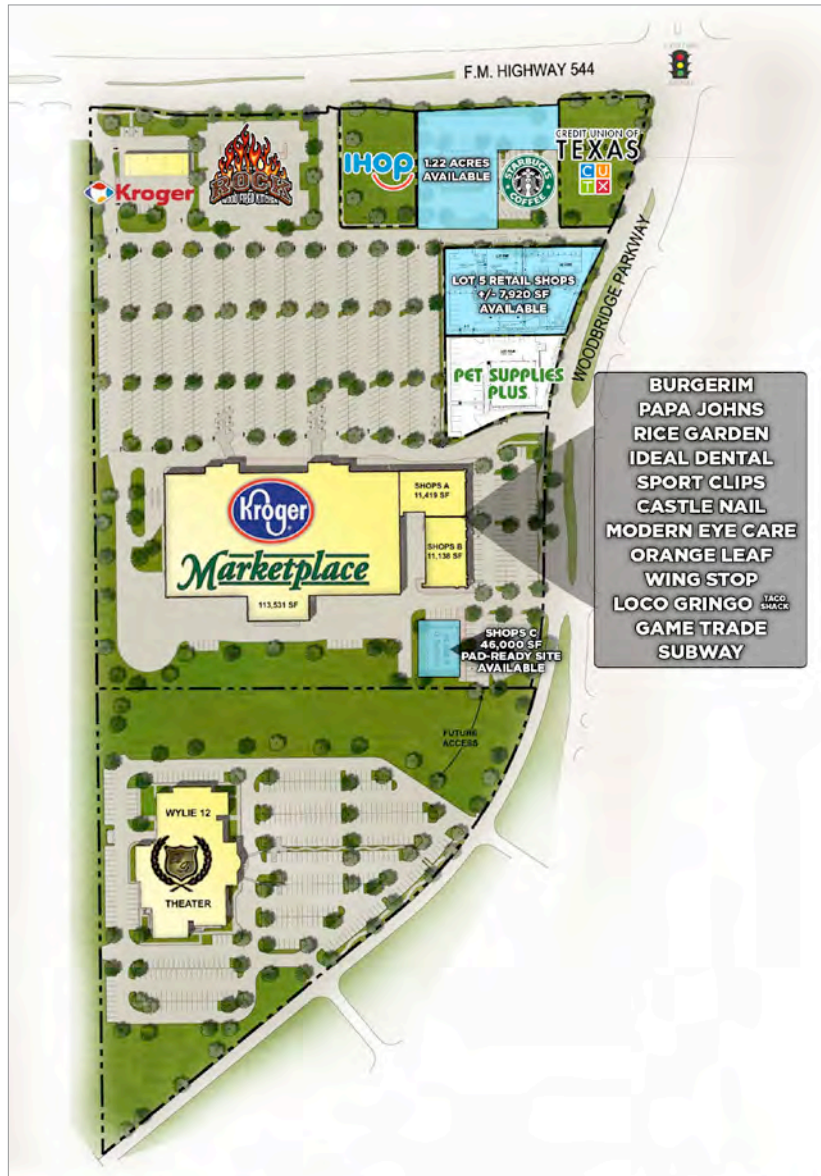 F.M. HIGHWAY 544
Kroger
ROCK
WOOD FIRED KITCHEN
IHOP
1.22 ACRES
AVAILABLE
STARBUCKS
COFFEE
CREDIT UNION OF
TEXAS
CU
TX
WOODBRIDGE PARKWAY
LOT 5 RETAIL SHOPS
+/- 7,920 SF
AVAILABLE
PET SUPPLIES
PLUS
BURGERIM
PAPA JOHNS
RICE GARDEN
IDEAL DENTAL
SPORT CLIPS
CASTLE NAIL
MODERN EYE CARE
ORANGE LEAF
WING STOP
LOCO GRINGO TACO SHACK
GAME TRADE
SUBWAY
SHOPS A
11,419 SF
Kroger
Marketplace
SHOPS B
11,138 SF
113,531 SF
SHOPS C
46,000 SF
PAD-READY SITE
AVAILABLE
FUTURE
ACCESS
WYLIE 12
THEATER